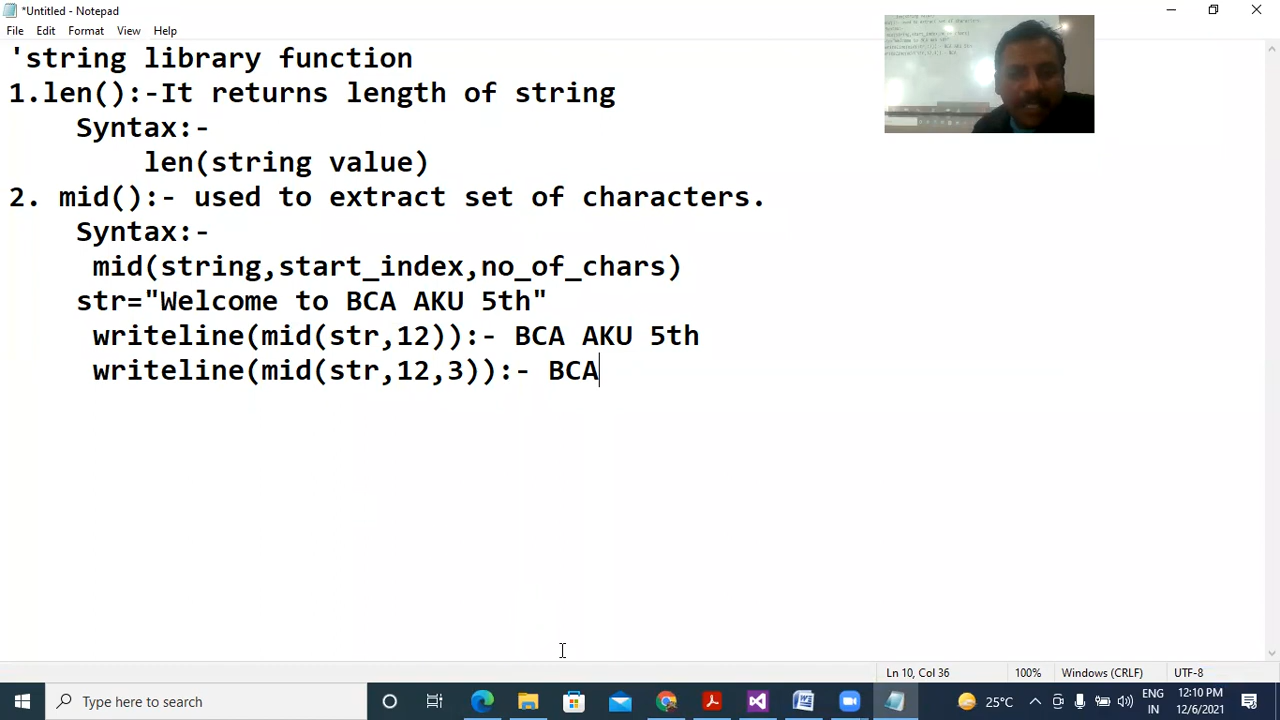 *Untitled - Notepad
File Edit Format View Help
'string library function
1.len():-It returns length of string
Syntax:-
len(string value)
2. mid():- used to extract set of characters.
Syntax:-
mid(string,start_index,no_of_chars)
str="Welcome to BCA AKU 5th"
writeline(mid(str,12)):- BCA AKU 5th
writeline(mid(str,12,3)):- BCA
Ln 10, Col 36 100% Windows (CRLF) UTF-8
Type here to search
25°C
ENG
IN
12:10 PM
12/6/2021